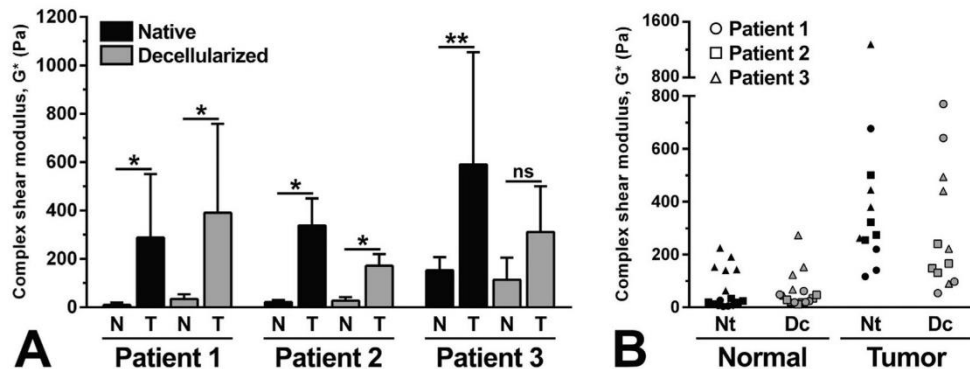 Complex shear modulus, G* (Pa)
1200
1000
800
600
400
200
0
Native
Decellularized
*
*
*
*
**
ns
N T N T
N T N T
N T N T
Patient 1
Patient 2
Patient 3
A
Complex shear modulus, G* (Pa)
1600
800
800
600
400
200
0
Patient 1
Patient 2
Patient 3
Nt Dc Nt Dc
Normal Tumor
B